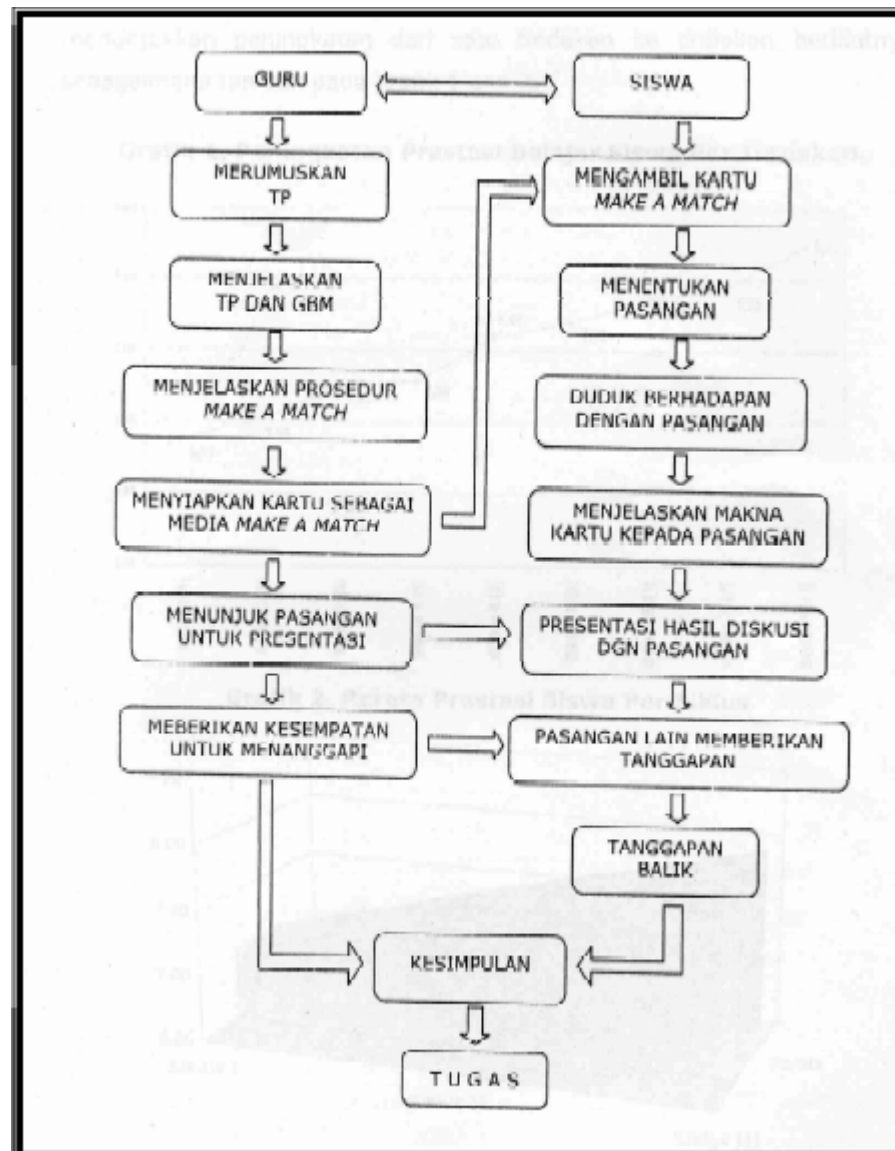 GURU
SISWA
MERUMUSKAN
TP
MENGAMBIL KARTU
MAKE A MATCH
MENJELASKAN
TP DAN GBM
MENENTUKAN
PASANGAN
MENJELASKAN PROSEDUR
MAKE A MATCH
DUDUK BERHADAPAN
DENGAN PASANGAN
MENYIAPKAN KARTU SEBAGAI
MEDIA MAKE A MATCH
MENJELASKAN MAKNA
KARTU KEPADA PASANGAN
MENUNJUK PASANGAN
UNTUK PRESENTASI
PRESENTASI HASIL DISKUSI
DGN PASANGAN
MEBERIKAN KESEMPATAN
UNTUK MENANGGAPI
PASANGAN LAIN MEMBERIKAN
TANGGAPAN
TANGGAPAN
BALIK
KESIMPULAN
T U G A S